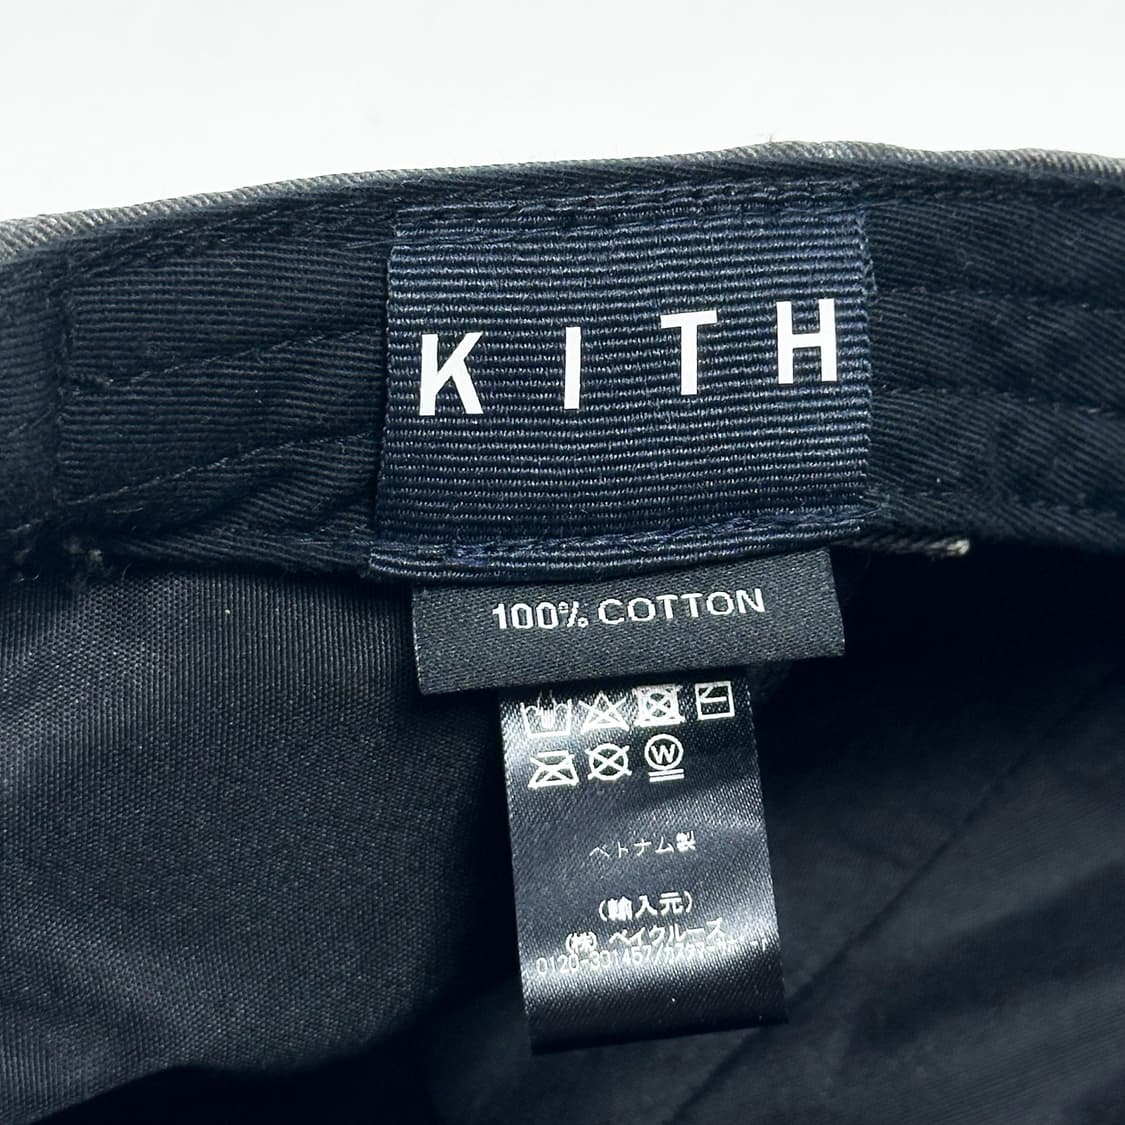 KITH
100% COTTON
W
ベトナム製
(輸入元)
(株) ベイクルーズ